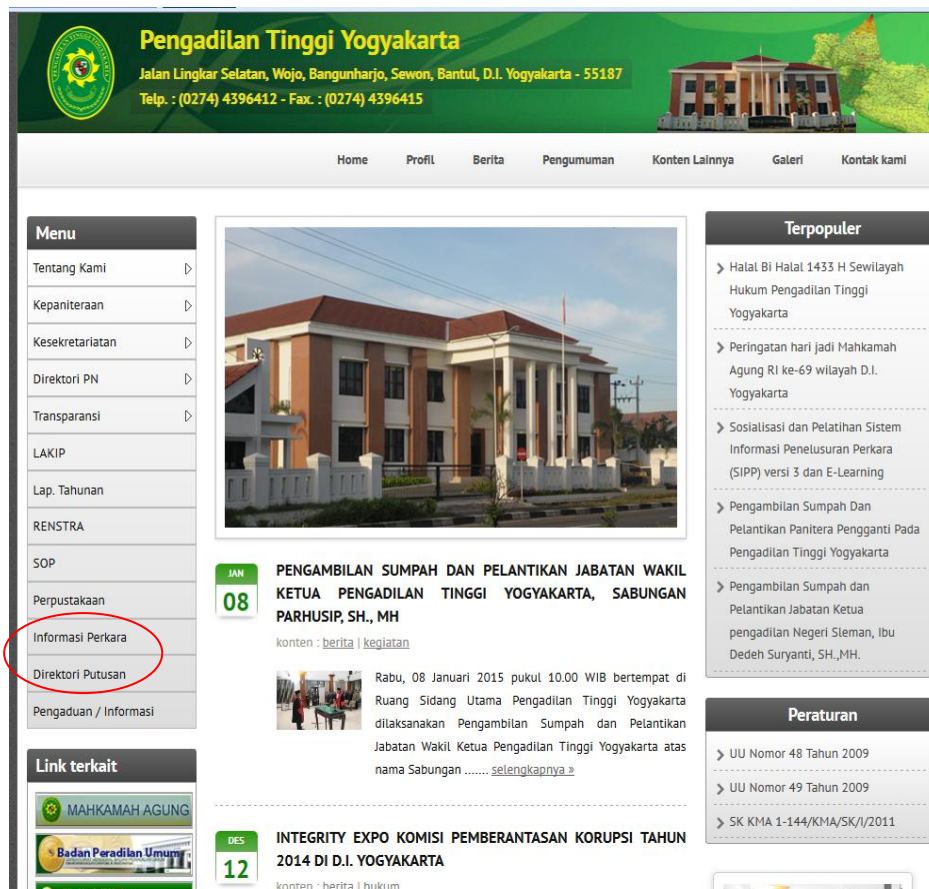 Pengadilan Tinggi Yogyakarta
Jalan Lingkar Selatan, Wojo, Bangunharjo, Sewon, Bantul, D.I. Yogyakarta - 55187
Telp. : (0274) 4396412 - Fax. : (0274) 4396415
Home Profil Berita Pengumuman Konten Lainnya Galeri Kontak kami
Menu
Tentang Kami
Kepaniteraan
Kesekretariatan
Direktori PN
Transparansi
LAKIP
Lap. Tahunan
RENSTRA
SOP
Perpustakaan
Informasi Perkara
Direktori Putusan
Pengaduan / Informasi
Link terkait
MAHKAMAH AGUNG
Badan Peradilan Umum
JAN
08
PENGAMBILAN SUMPAH DAN PELANTIKAN JABATAN WAKIL
KETUA PENGADILAN TINGGI YOGYAKARTA, SABUNGAN
PARHUSIP, SH., MH
konten : berita | kegiatan
Rabu, 08 Januari 2015 pukul 10.00 WIB bertempat di
Ruang Sidang Utama Pengadilan Tinggi Yogyakarta
dilaksanakan Pengambilan Sumpah dan Pelantikan
Jabatan Wakil Ketua Pengadilan Tinggi Yogyakarta atas
nama Sabungan ....... selengkapnya »
DES
12
INTEGRITY EXPO KOMISI PEMBERANTASAN KORUPSI TAHUN
2014 DI D.I. YOGYAKARTA
konten : berita | hukum
Terpopuler
Halal Bi Halal 1433 H Sewilayah
Hukum Pengadilan Tinggi
Yogyakarta
Peringatan hari jadi Mahkamah
Agung RI ke-69 wilayah D.I.
Yogyakarta
Sosialisasi dan Pelatihan Sistem
Informasi Penelusuran Perkara
(SIPP) versi 3 dan E-Learning
Pengambilan Sumpah Dan
Pelantikan Panitera Pengganti Pada
Pengadilan Tinggi Yogyakarta
Pengambilan Sumpah dan
Pelantikan Jabatan Ketua
pengadilan Negeri Sleman, Ibu
Dedeh Suryanti, SH.,MH.
Peraturan
UU Nomor 48 Tahun 2009
UU Nomor 49 Tahun 2009
SK KMA 1-144/KMA/SK/I/2011